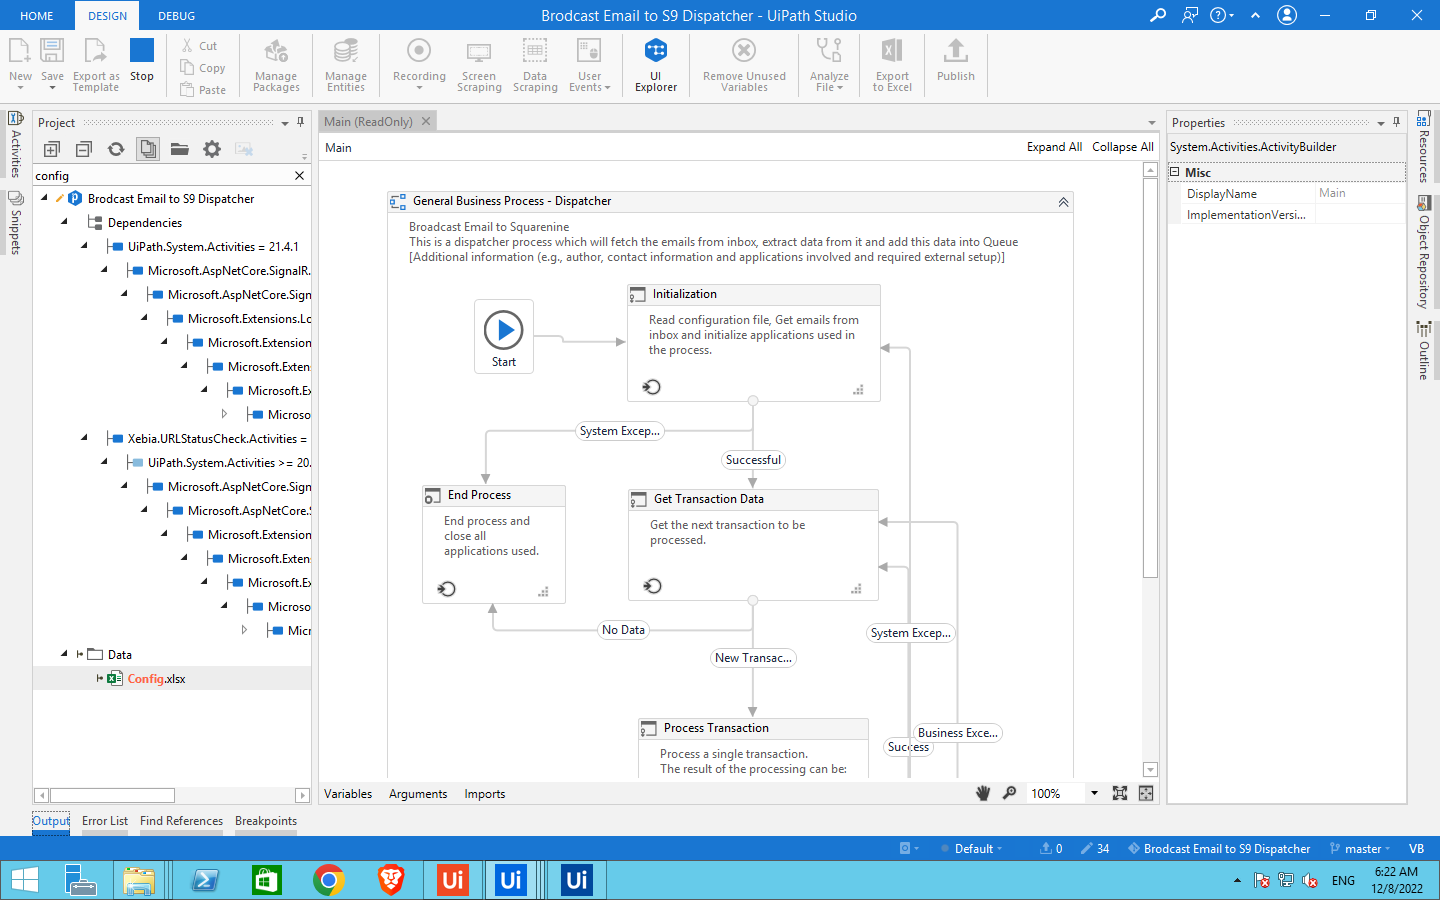 HOME
DESIGN
DEBUG
Brodcast Email to S9 Dispatcher - UiPath Studio
New
Save
Export as Template
Stop
Cut
Copy
Paste
Manage Packages
Manage Entities
Recording
Screen Scraping
Data Scraping
User Events
UI Explorer
Remove Unused Variables
Analyze File
Export to Excel
Publish
Activities
Snippets
Project
config
Brodcast Email to S9 Dispatcher
Dependencies
UiPath.System.Activities = 21.4.1
Microsoft.AspNetCore.SignalR.
Microsoft.AspNetCore.Sign
Microsoft.Extensions.Lo
Microsoft.Extension
Microsoft.Exten
Microsoft.Ex
Microso
Xebia.URLStatusCheck.Activities =
UiPath.System.Activities >= 20.
Microsoft.AspNetCore.Sign
Microsoft.AspNetCore.S
Microsoft.Extension
Microsoft.Exten
Microsoft.Ex
Microso
Micr
Data
Config.xlsx
Main (ReadOnly)
Main
Expand All
Collapse All
General Business Process - Dispatcher
Broadcast Email to Squarenine
This is a dispatcher process which will fetch the emails from inbox, extract data from it and add this data into Queue
[Additional information (e.g., author, contact information and applications involved and required external setup)]
Start
Initialization
Read configuration file, Get emails from
inbox and initialize applications used in
the process.
System Excep...
Successful
End Process
End process and
close all
applications used.
Get Transaction Data
Get the next transaction to be
processed.
No Data
New Transac...
System Excep...
Process Transaction
Process a single transaction.
The result of the processing can be:
Business Exce...
Success
Variables
Arguments
Imports
100%
Properties
System.Activities.ActivityBuilder
Misc
DisplayName
Main
ImplementationVersi...
Resources
Object Repository
Outline
Output
Error List
Find References
Breakpoints
Default
0
34
Brodcast Email to S9 Dispatcher
master
VB
Ui
Ui
Ui
ENG
6:22 AM
12/8/2022